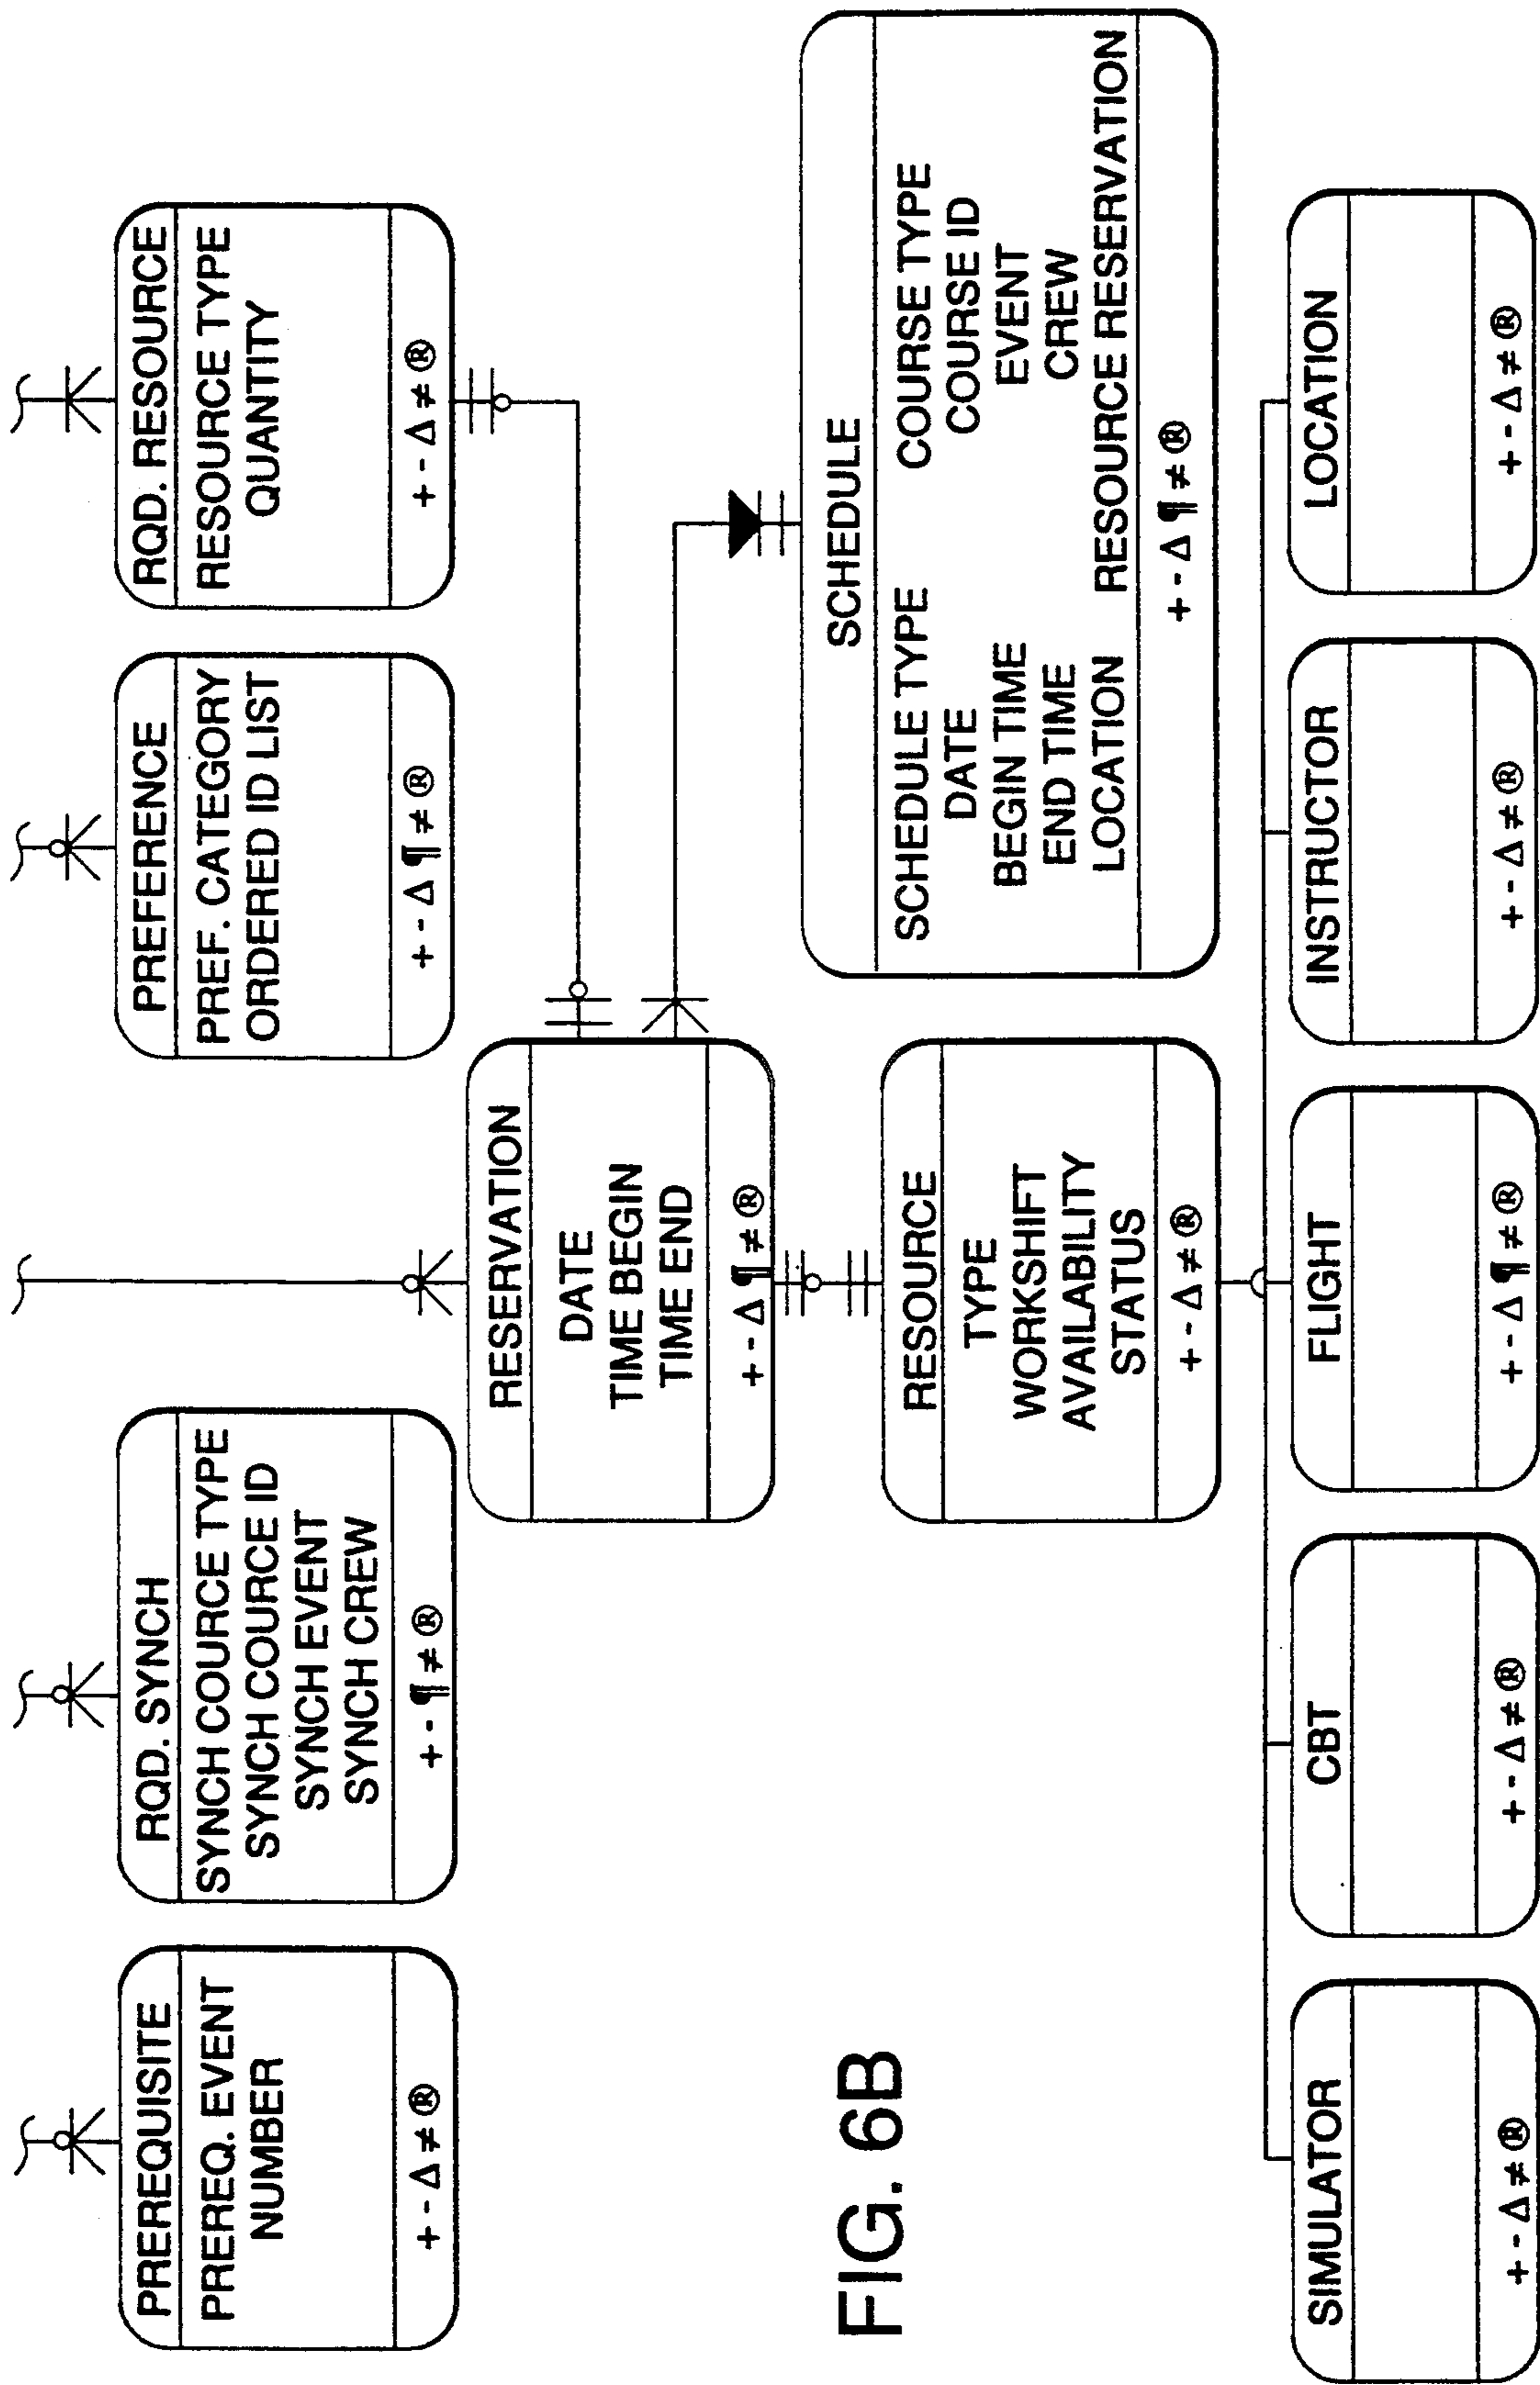 PREREQUISITE
PREREQ. EVENT
NUMBER
+ - Δ ≠ ®
RQD. SYNCH
SYNCH COURCE TYPE
SYNCH COURCE ID
SYNCH EVENT
SYNCH CREW
+ - ¶ ≠ ®
PREFERENCE
PREF. CATEGORY
ORDERED ID LIST
+ - Δ ¶ ≠ ®
RQD. RESOURCE
RESOURCE TYPE
QUANTITY
+ - Δ ≠ ®
RESERVATION
DATE
TIME BEGIN
TIME END
+ - Δ ¶ ≠ ®
RESOURCE
TYPE
WORKSHIFT
AVAILABILITY
STATUS
+ - Δ ≠ ®
SCHEDULE
SCHEDULE TYPE COURSE TYPE
DATE COURSE ID
BEGIN TIME EVENT
END TIME CREW
LOCATION RESOURCE RESERVATION
+ - Δ ¶ ≠ ®
FIG. 6B
SIMULATOR
+ - Δ ≠ ®
CBT
+ - Δ ≠ ®
FLIGHT
+ - Δ ¶ ≠ ®
INSTRUCTOR
+ - Δ ≠ ®
LOCATION
+ - Δ ≠ ®